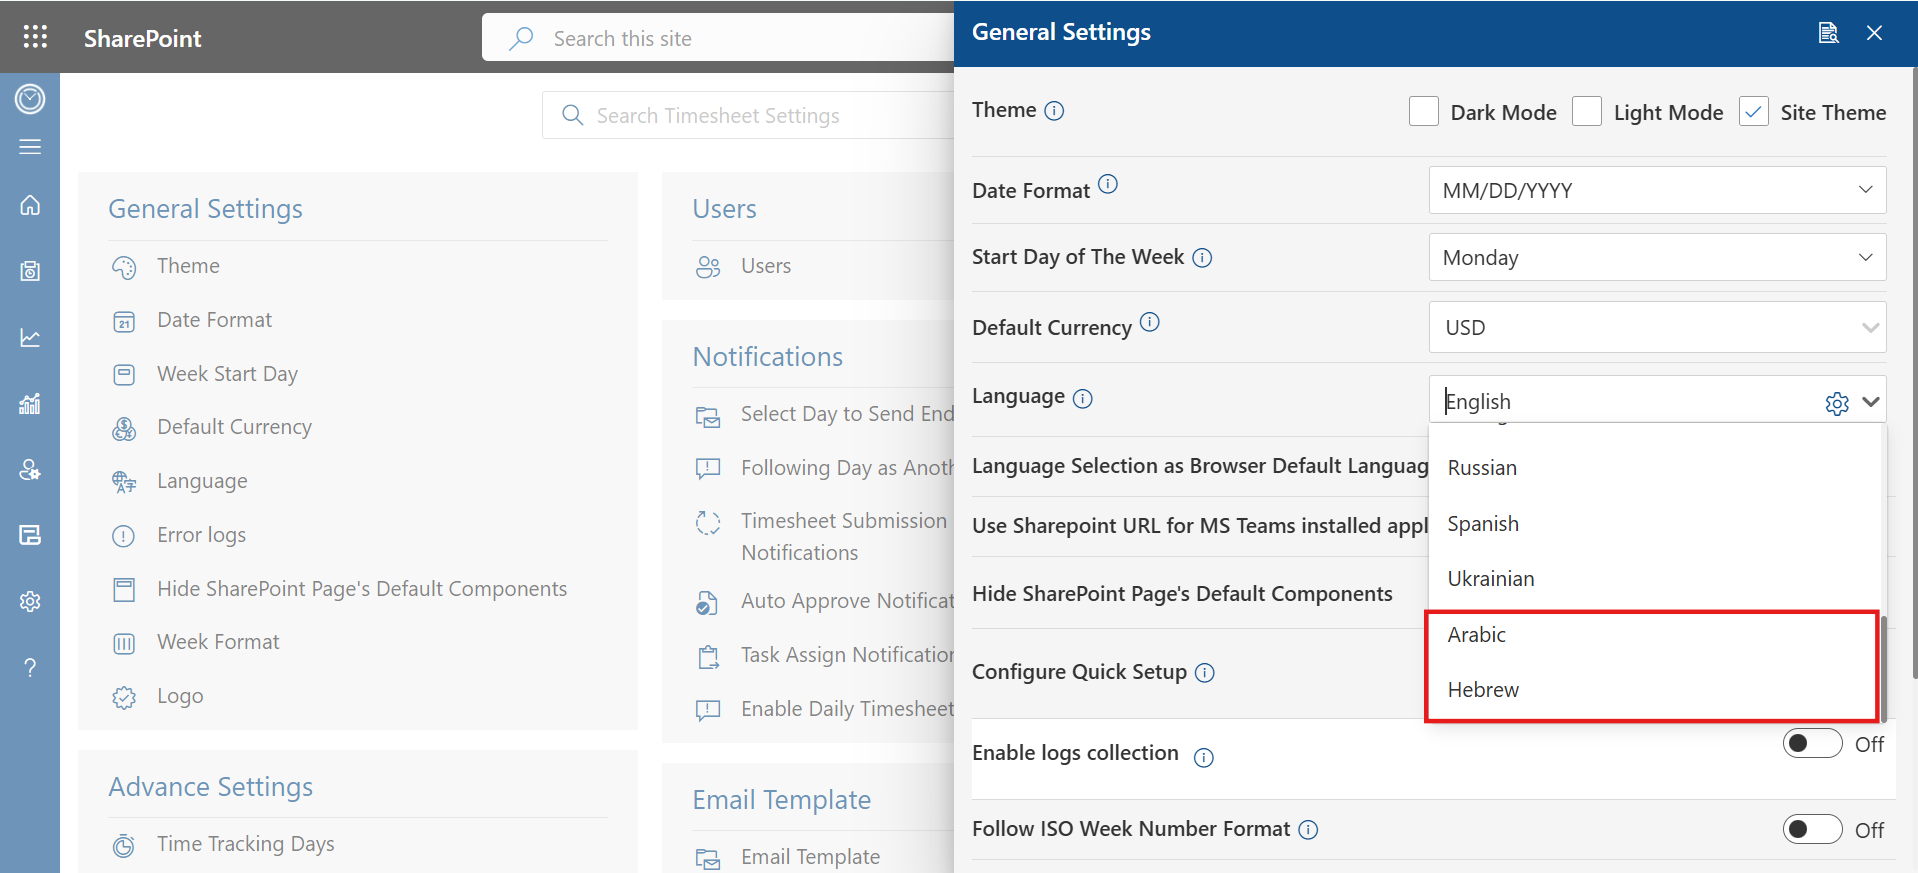 SharePoint
Search this site
Search Timesheet Settings
General Settings
Theme
Date Format
21
Week Start Day
Default Currency
Language
Error logs
Hide SharePoint Page's Default Components
Week Format
Logo
Advance Settings
Time Tracking Days
Users
Users
Notifications
Select Day to Send End
Following Day as Anoth
Timesheet Submission
Notifications
Auto Approve Notificat
Task Assign Notification
Enable Daily Timesheet
Email Template
Email Template
General Settings
Theme
Dark Mode
Light Mode
Site Theme
Date Format
MM/DD/YYYY
Start Day of The Week
Monday
Default Currency
USD
Language
English
Russian
Spanish
Ukrainian
Arabic
Hebrew
Language Selection as Browser Default Languag
Use Sharepoint URL for MS Teams installed appl
Hide SharePoint Page's Default Components
Configure Quick Setup
Enable logs collection
Off
Follow ISO Week Number Format
Off